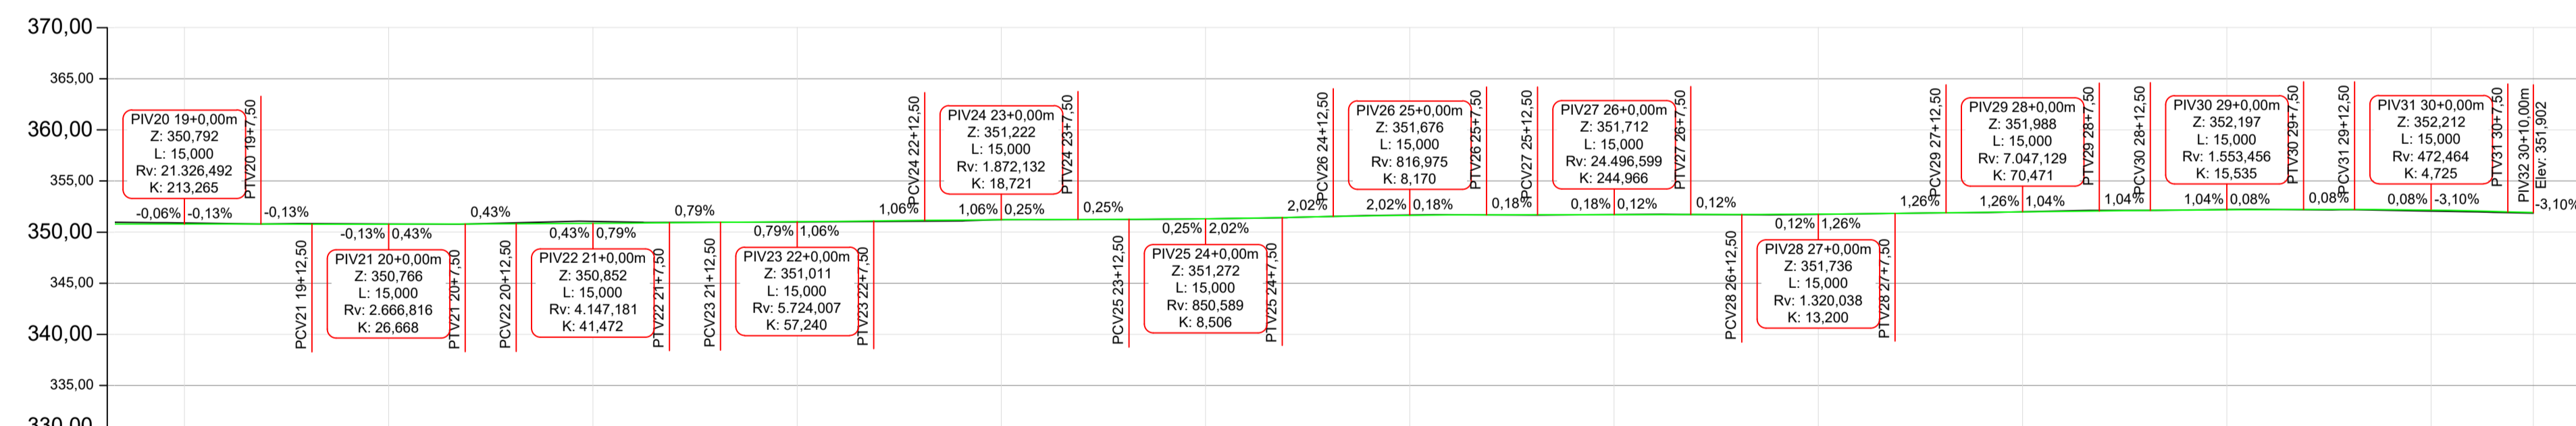 370,00
365,00
360,00
355,00
350,00
345,00
340,00
335,00
330,00
PIV20 19+0,00m
Z: 350,792
L: 15,000
Rv: 21.326,492
K: 213,265
PTV20 19+7,50
-0,06% -0,13%
-0,13%
PCV21 19+12,50
-0,13% 0,43%
PIV21 20+0,00m
Z: 350,766
L: 15,000
Rv: 2.666,816
K: 26,668
PTV21 20+7,50
0,43%
PCV22 20+12,50
0,43% 0,79%
PIV22 21+0,00m
Z: 350,852
L: 15,000
Rv: 4.147,181
K: 41,472
PTV22 21+7,50
0,79%
PCV23 21+12,50
0,79% 1,06%
PIV23 22+0,00m
Z: 351,011
L: 15,000
Rv: 5.724,007
K: 57,240
PTV23 22+7,50
1,06%
PCV24 22+12,50
PIV24 23+0,00m
Z: 351,222
L: 15,000
Rv: 1.872,132
K: 18,721
PTV24 23+7,50
1,06% 0,25%
0,25%
PCV25 23+12,50
0,25% 2,02%
PIV25 24+0,00m
Z: 351,272
L: 15,000
Rv: 850,589
K: 8,506
PTV25 24+7,50
2,02%
PCV26 24+12,50
PIV26 25+0,00m
Z: 351,676
L: 15,000
Rv: 816,975
K: 8,170
PTV26 25+7,50
2,02% 0,18%
0,18%
PCV27 25+12,50
PIV27 26+0,00m
Z: 351,712
L: 15,000
Rv: 24.496,599
K: 244,966
PTV27 26+7,50
0,18% 0,12%
0,12%
PCV28 26+12,50
0,12% 1,26%
PIV28 27+0,00m
Z: 351,736
L: 15,000
Rv: 1.320,038
K: 13,200
PTV28 27+7,50
1,26%
PCV29 27+12,50
PIV29 28+0,00m
Z: 351,988
L: 15,000
Rv: 7.047,129
K: 70,471
PTV29 28+7,50
1,26% 1,04%
1,04%
PCV30 28+12,50
PIV30 29+0,00m
Z: 352,197
L: 15,000
Rv: 1.553,456
K: 15,535
PTV30 29+7,50
1,04% 0,08%
0,08%
PCV31 29+12,50
PIV31 30+0,00m
Z: 352,212
L: 15,000
Rv: 472,464
K: 4,725
PTV31 30+7,50
0,08% -3,10%
PIV32 30+10,00m
Elev: 351,902
-3,10%